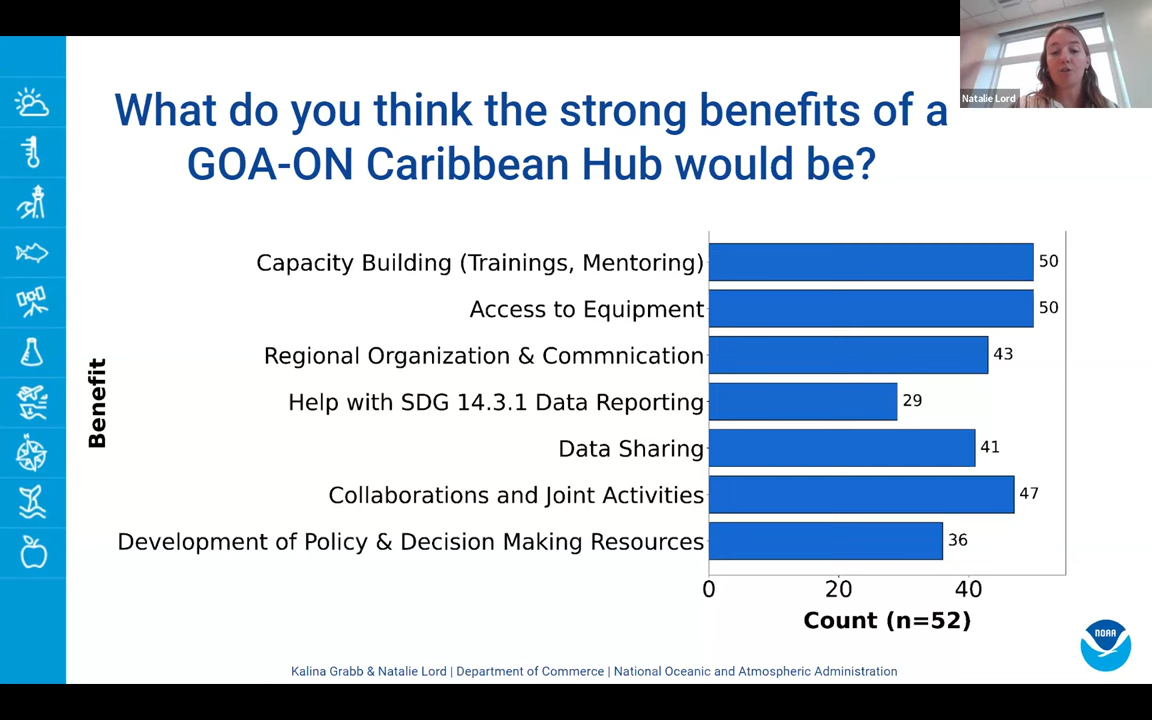 Natalie Lord
What do you think the strong benefits of a
GOA-ON Caribbean Hub would be?
Benefit
Capacity Building (Trainings, Mentoring)
50
Access to Equipment
50
Regional Organization & Commnication
43
Help with SDG 14.3.1 Data Reporting
29
Data Sharing
41
Collaborations and Joint Activities
47
Development of Policy & Decision Making Resources
36
0 20 40
Count (n=52)
NOAA
Kalina Grabb & Natalie Lord | Department of Commerce | National Oceanic and Atmospheric Administration